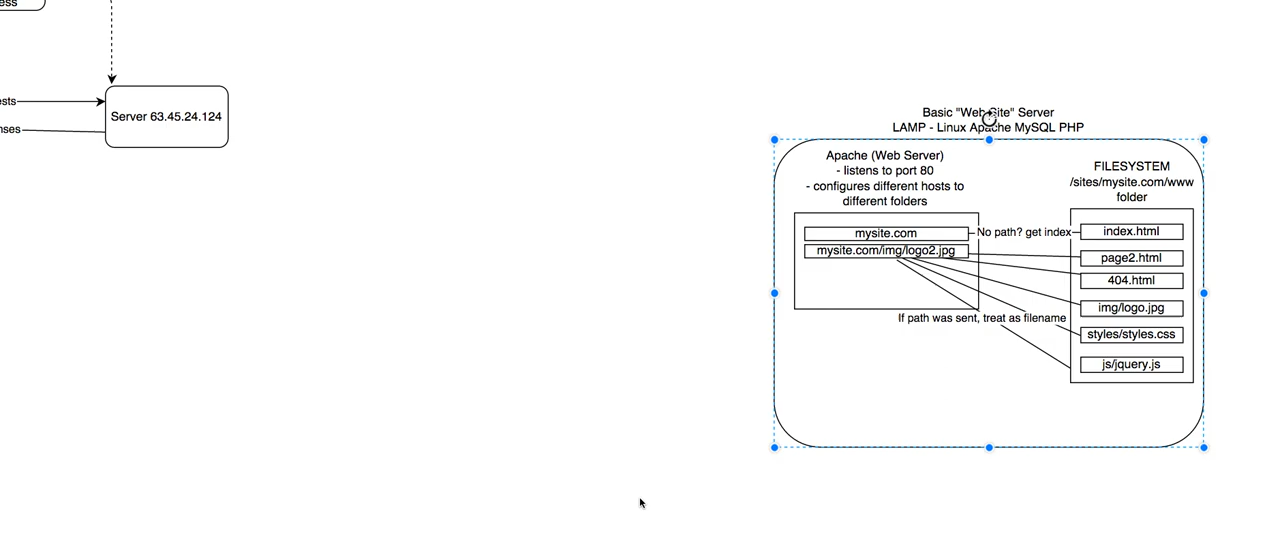 ess
ests
Server 63.45.24.124
nses
Basic "Web Site" Server
LAMP - Linux Apache MySQL PHP
Apache (Web Server)
- listens to port 80
- configures different hosts to
different folders
FILESYSTEM
/sites/mysite.com/www
folder
mysite.com
No path? get index
index.html
mysite.com/img/logo2.jpg
page2.html
404.html
img/logo.jpg
If path was sent, treat as filename
styles/styles.css
js/jquery.js